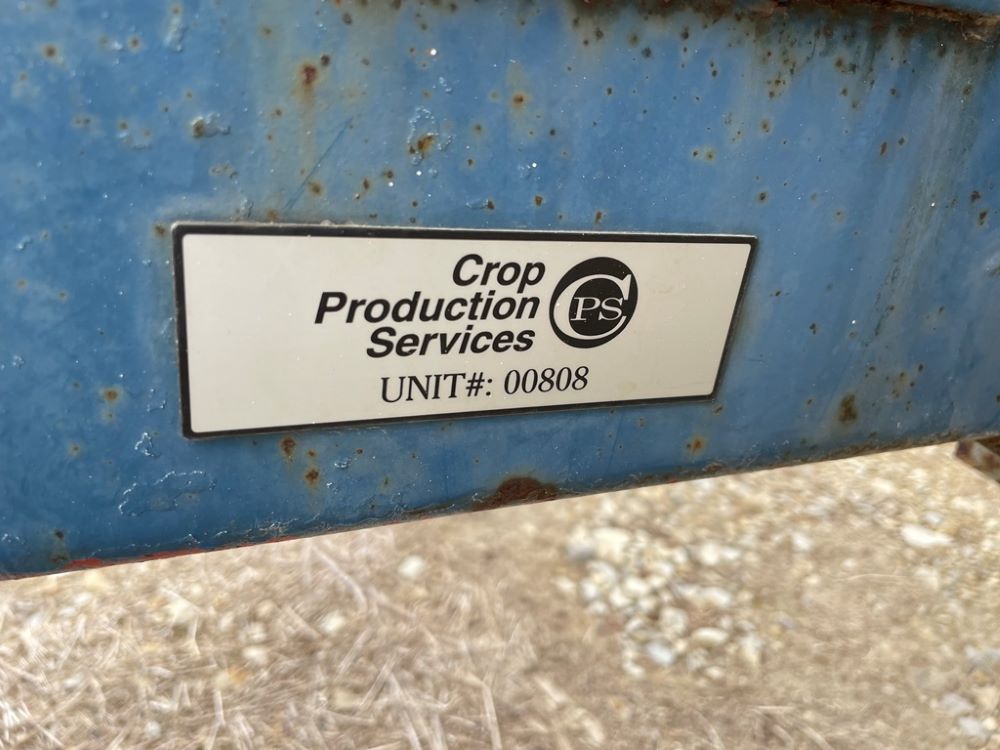 Crop
Production
Services
CPS
UNIT#: 00808